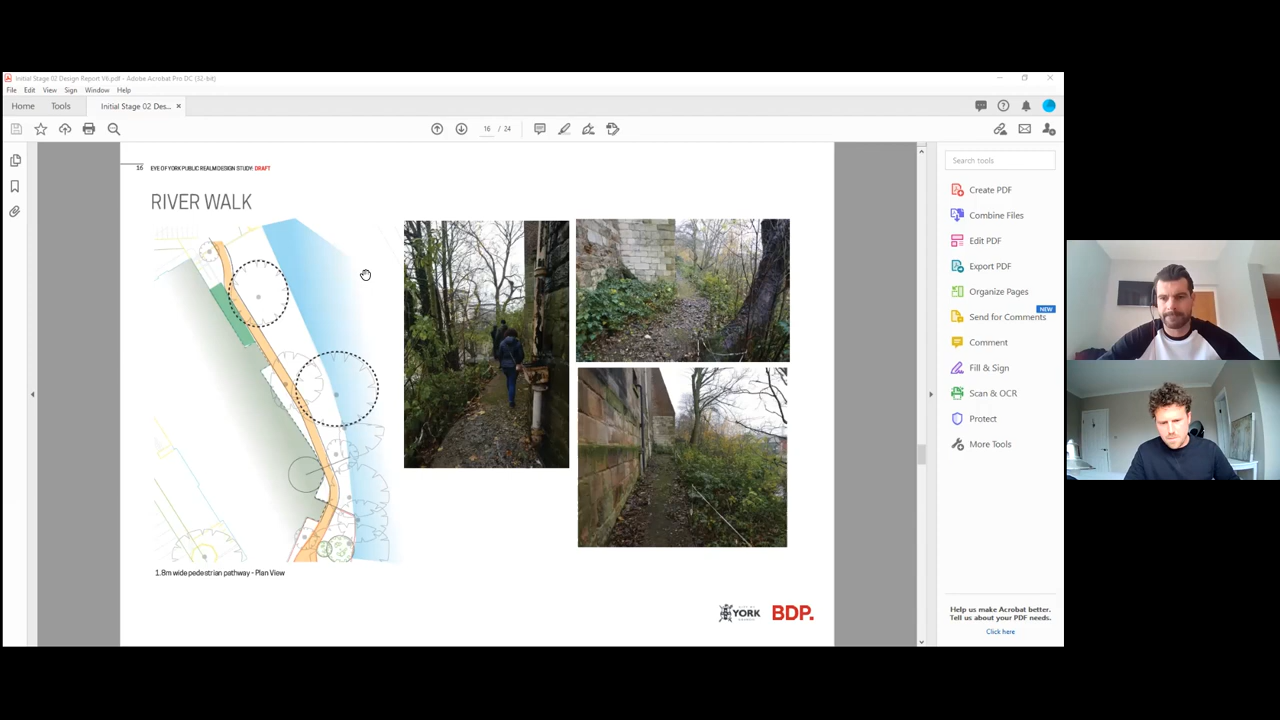 Initial Stage 02 Design Report V6.pdf - Adobe Acrobat Pro DC (32-bit)
File Edit View Sign Window Help
Home Tools Initial Stage 02 Des... ×
16 / 24
16 EYE OF YORK PUBLIC REALM DESIGN STUDY: DRAFT
RIVER WALK
1.8m wide pedestrian pathway - Plan View
YORK
BDP.
Search tools
Create PDF
Combine Files
Edit PDF
Export PDF
Organize Pages
NEW
Send for Comments
Comment
Fill & Sign
Scan & OCR
Protect
More Tools
Help us make Acrobat better.
Tell us about your PDF needs.
Click here